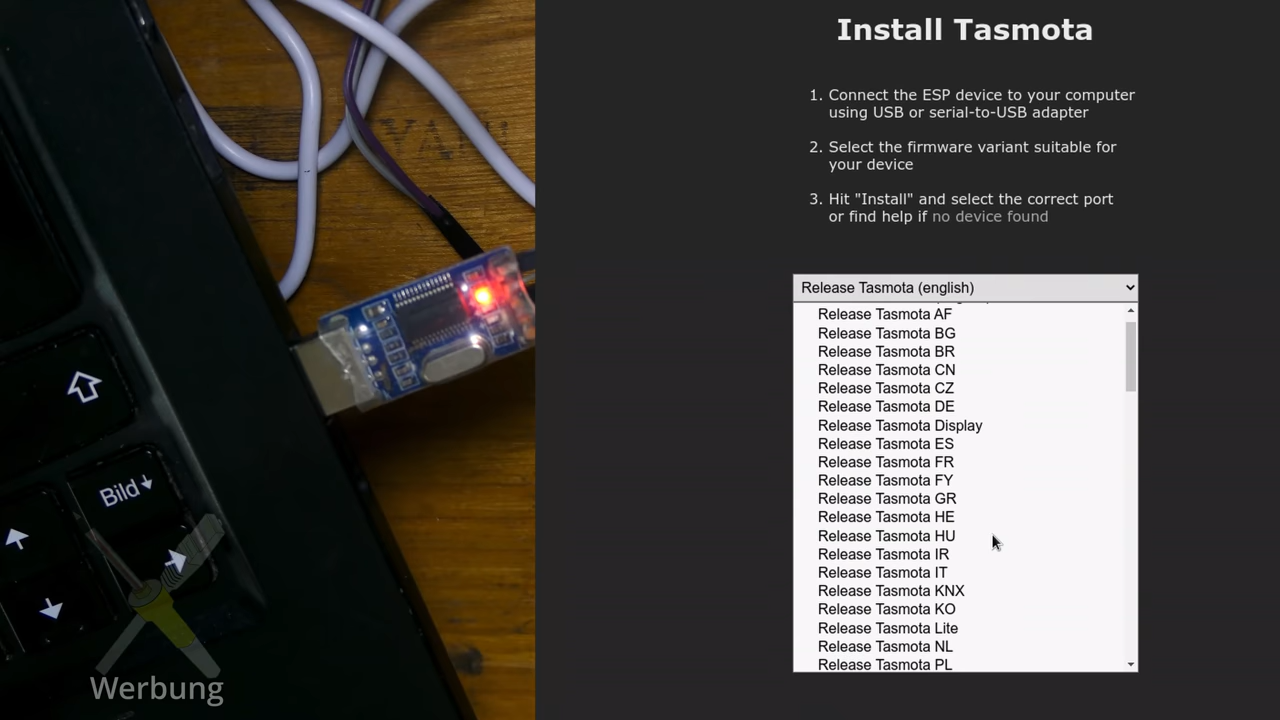 Install Tasmota
1. Connect the ESP device to your computer
using USB or serial-to-USB adapter
2. Select the firmware variant suitable for
your device
3. Hit "Install" and select the correct port
or find help if no device found
Release Tasmota (english)
Release Tasmota AF
Release Tasmota BG
Release Tasmota BR
Release Tasmota CN
Release Tasmota CZ
Release Tasmota DE
Release Tasmota Display
Release Tasmota ES
Release Tasmota FR
Release Tasmota FY
Release Tasmota GR
Release Tasmota HE
Release Tasmota HU
Release Tasmota IR
Release Tasmota IT
Release Tasmota KNX
Release Tasmota KO
Release Tasmota Lite
Release Tasmota NL
Release Tasmota PL
Bild
Werbung